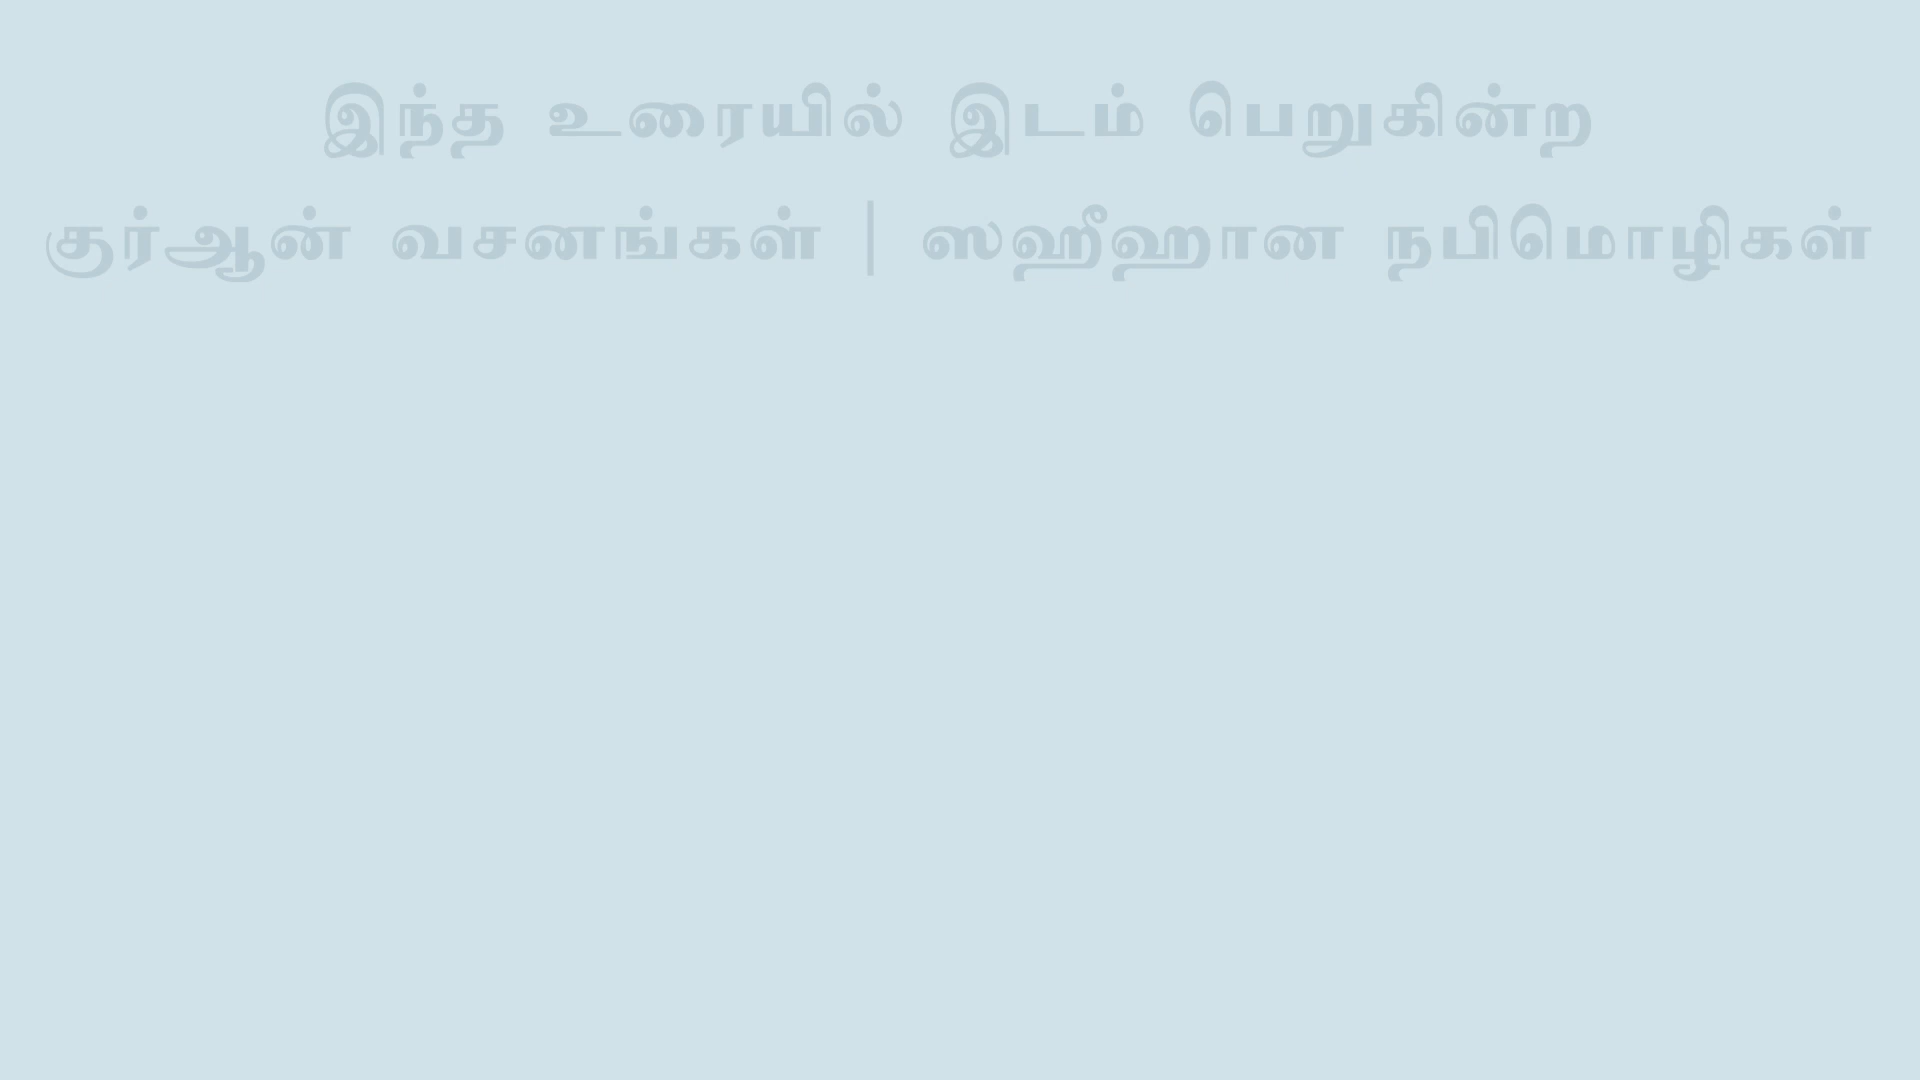 இந்த உரையில் இடம் பெறுகின்ற
குர்ஆன் வசனங்கள் | ஸஹீஹான நபிமொழிகள்